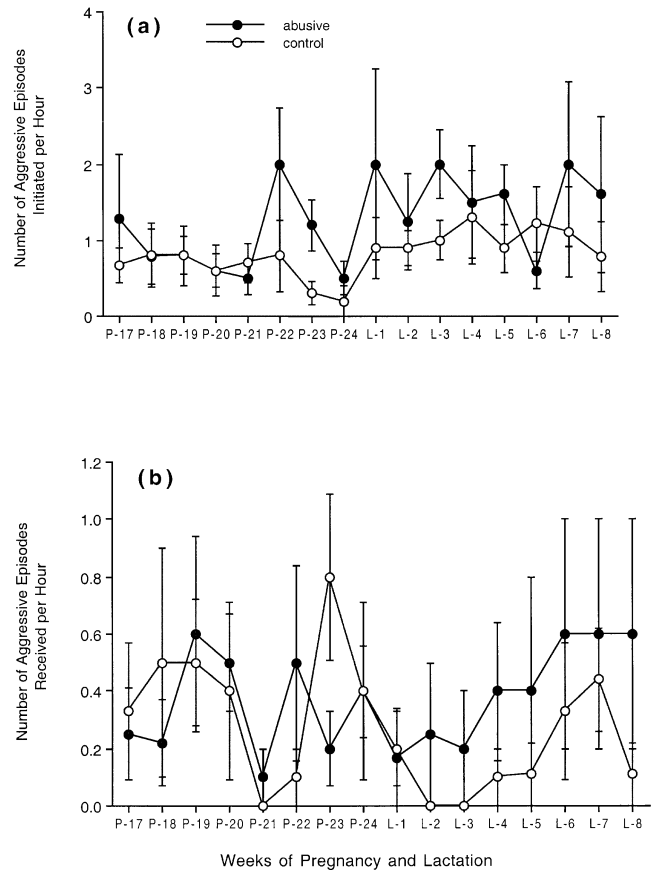 (a)
abusive
control
Number of Aggressive Episodes
Initiated per Hour
4
3
2
1
0
P-17 P-18 P-19 P-20 P-21 P-22 P-23 P-24 L-1 L-2 L-3 L-4 L-5 L-6 L-7 L-8
(b)
Number of Aggressive Episodes
Received per Hour
1.2
1.0
0.8
0.6
0.4
0.2
0.0
P-17 P-18 P-19 P-20 P-21 P-22 P-23 P-24 L-1 L-2 L-3 L-4 L-5 L-6 L-7 L-8
Weeks of Pregnancy and Lactation